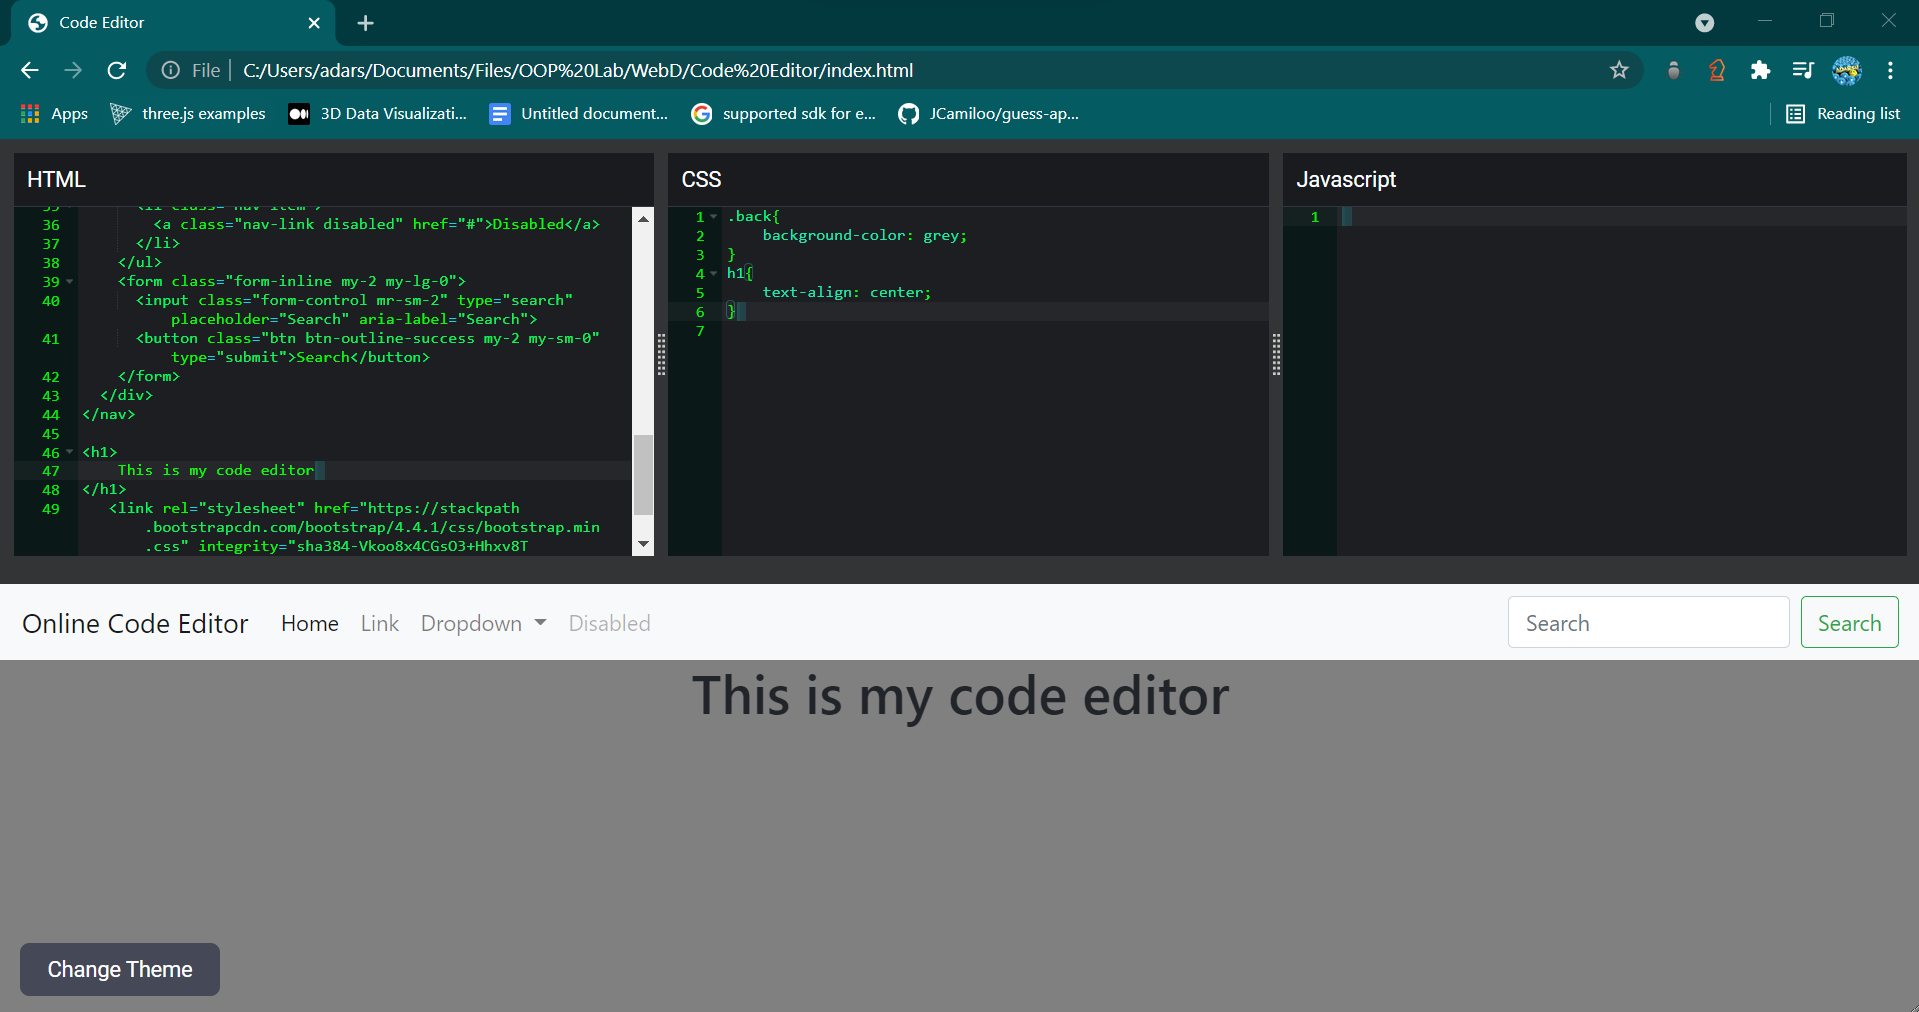 Code Editor
File
C:/Users/adars/Documents/Files/OOP%20Lab/WebD/Code%20Editor/index.html
Apps
three.js examples
3D Data Visualizati...
Untitled document...
supported sdk for e...
JCamiloo/guess-ap...
Reading list
HTML
36 <a class="nav-link disabled" href="#">Disabled</a>
37 </li>
38 </ul>
39 <form class="form-inline my-2 my-lg-0">
40 <input class="form-control mr-sm-2" type="search"
placeholder="Search" aria-label="Search">
41 <button class="btn btn-outline-success my-2 my-sm-0"
type="submit">Search</button>
42 </form>
43 </div>
44 </nav>
45
46 <h1>
47 This is my code editor
48 </h1>
49 <link rel="stylesheet" href="https://stackpath
.bootstrapcdn.com/bootstrap/4.4.1/css/bootstrap.min
.css" integrity="sha384-Vkoo8x4CGsO3+Hhxv8T
CSS
1 .back{
2 background-color: grey;
3 }
4 h1{
5 text-align: center;
6 }
7
Javascript
1
Online Code Editor
Home
Link
Dropdown
Disabled
Search
Search
This is my code editor
Change Theme